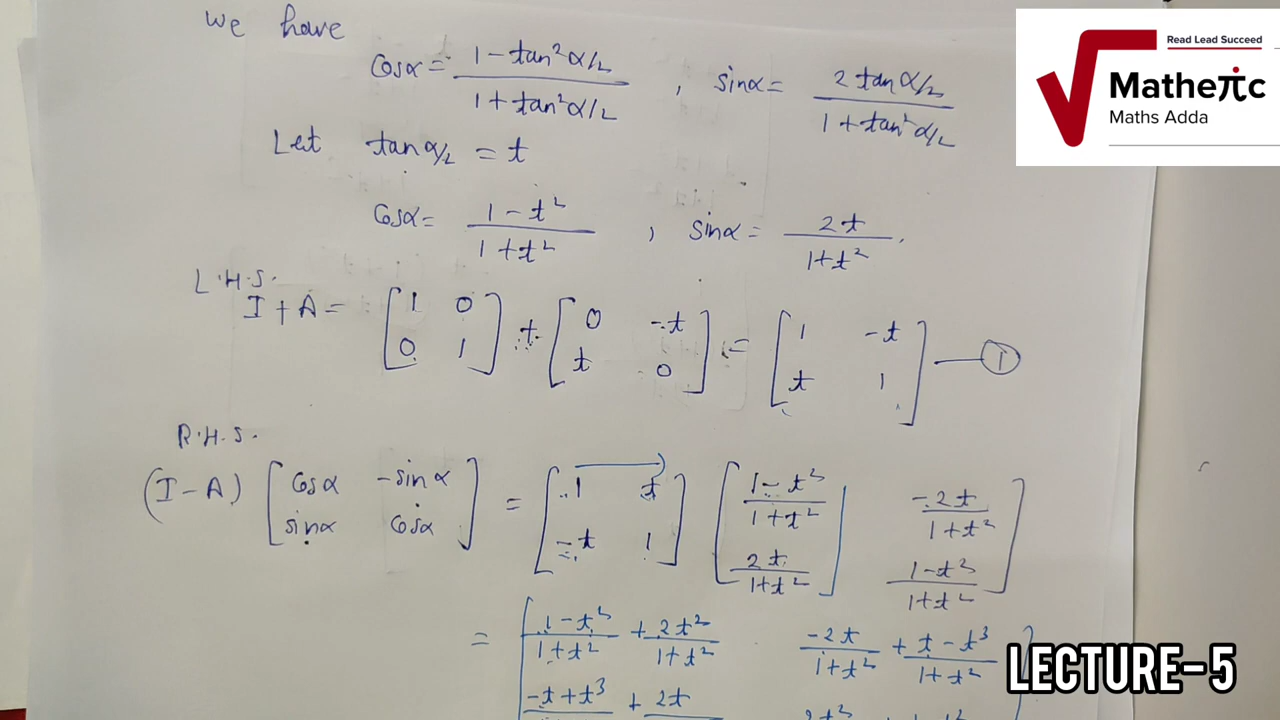 we have
Cosα = (1 - tan² α/2) / (1 + tan² α/2) , sinα = (2 tan α/2) / (1 + tan² α/2)
Let tan α/2 = t
Cosα = (1 - t²) / (1 + t²) , sinα = 2t / (1+t²) .
L.H.S.
I + A = [1 0; 0 1] + [0 -t; t 0] = [1 -t; t 1] — ①
R.H.S.
(I - A) [Cosα -sinα; sinα Cosα] = [1 t; -t 1] [(1-t²)/(1+t²) -2t/(1+t²); 2t/(1+t²) (1-t²)/(1+t²)]
= [(1-t²)/(1+t²) + 2t²/(1+t²) -2t/(1+t²) + (t-t³)/(1+t²)
-t+t³ + 2t
Read Lead Succeed
Matheπc
Maths Adda
LECTURE-5